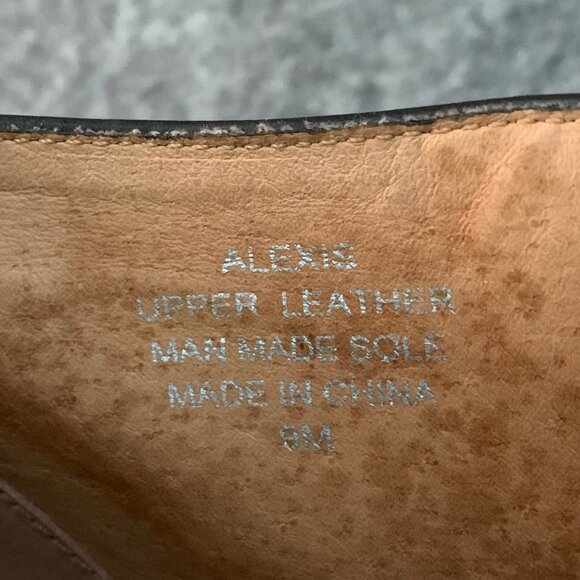 ALEXIS
UPPER LEATHER
MAN MADE SOLE
MADE IN CHINA
9M